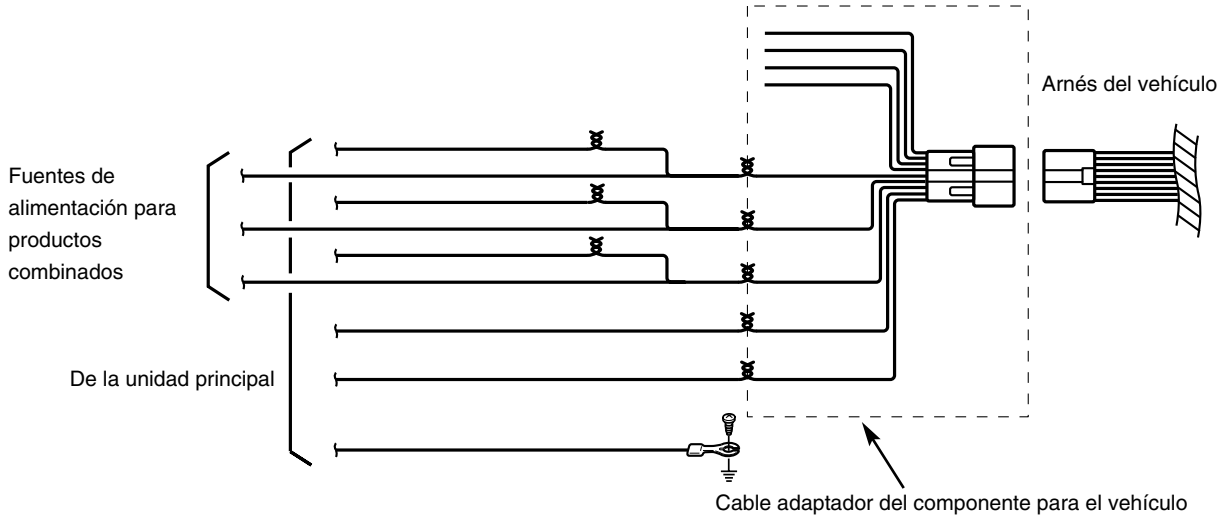 Arnés del vehículo
Fuentes de
alimentación para
productos
combinados
De la unidad principal
Cable adaptador del componente para el vehículo